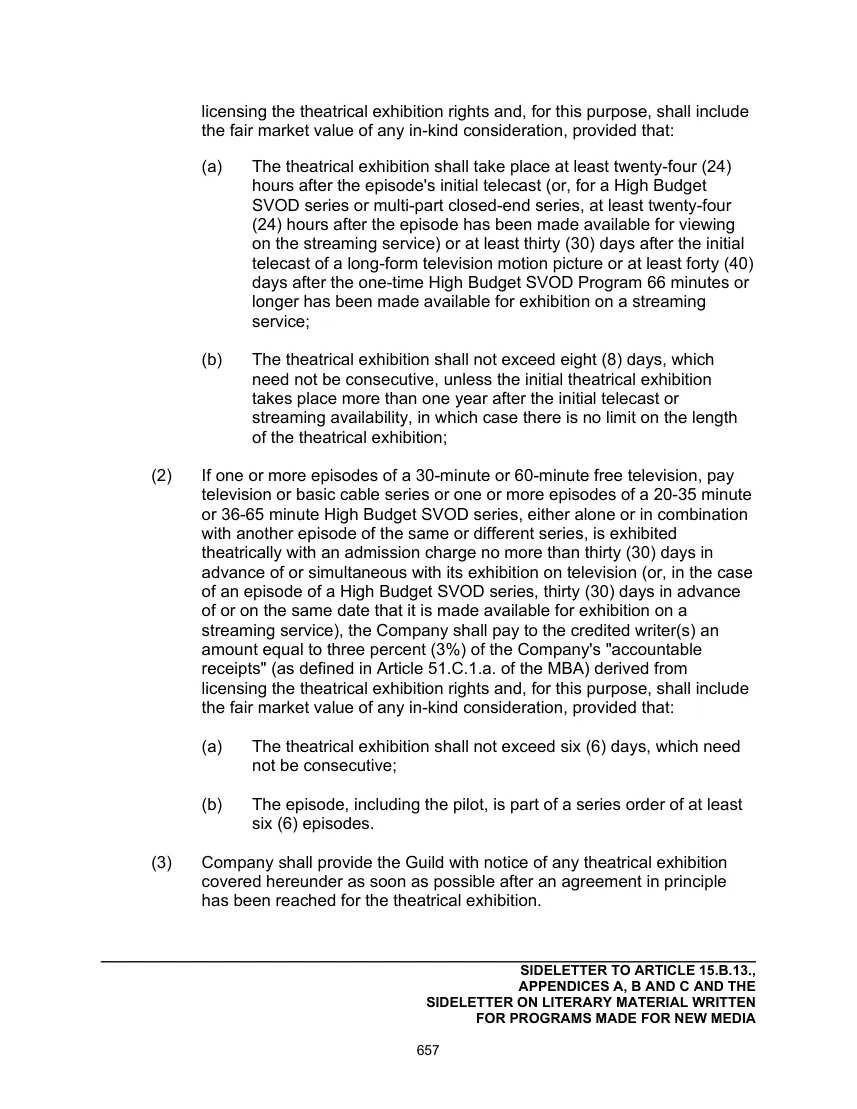 licensing the theatrical exhibition rights and, for this purpose, shall include
the fair market value of any in-kind consideration, provided that:
(a) The theatrical exhibition shall take place at least twenty-four (24)
hours after the episode's initial telecast (or, for a High Budget
SVOD series or multi-part closed-end series, at least twenty-four
(24) hours after the episode has been made available for viewing
on the streaming service) or at least thirty (30) days after the initial
telecast of a long-form television motion picture or at least forty (40)
days after the one-time High Budget SVOD Program 66 minutes or
longer has been made available for exhibition on a streaming
service;
(b) The theatrical exhibition shall not exceed eight (8) days, which
need not be consecutive, unless the initial theatrical exhibition
takes place more than one year after the initial telecast or
streaming availability, in which case there is no limit on the length
of the theatrical exhibition;
(2) If one or more episodes of a 30-minute or 60-minute free television, pay
television or basic cable series or one or more episodes of a 20-35 minute
or 36-65 minute High Budget SVOD series, either alone or in combination
with another episode of the same or different series, is exhibited
theatrically with an admission charge no more than thirty (30) days in
advance of or simultaneous with its exhibition on television (or, in the case
of an episode of a High Budget SVOD series, thirty (30) days in advance
of or on the same date that it is made available for exhibition on a
streaming service), the Company shall pay to the credited writer(s) an
amount equal to three percent (3%) of the Company's "accountable
receipts" (as defined in Article 51.C.1.a. of the MBA) derived from
licensing the theatrical exhibition rights and, for this purpose, shall include
the fair market value of any in-kind consideration, provided that:
(a) The theatrical exhibition shall not exceed six (6) days, which need
not be consecutive;
(b) The episode, including the pilot, is part of a series order of at least
six (6) episodes.
(3) Company shall provide the Guild with notice of any theatrical exhibition
covered hereunder as soon as possible after an agreement in principle
has been reached for the theatrical exhibition.
SIDELETTER TO ARTICLE 15.B.13.,
APPENDICES A, B AND C AND THE
SIDELETTER ON LITERARY MATERIAL WRITTEN
FOR PROGRAMS MADE FOR NEW MEDIA
657